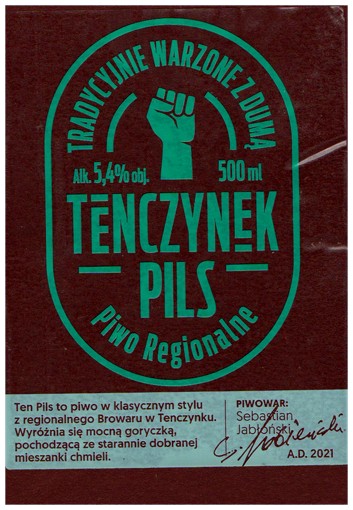 TRADYCYJNIE WARZONE Z DUMĄ
Alk. 5,4% obj. 500 ml
TENCZYNEK
PILS
Piwo Regionalne
Ten Pils to piwo w klasycznym stylu
z regionalnego Browaru w Tenczynku.
Wyróżnia się mocną goryczką,
pochodzącą ze starannie dobranej
mieszanki chmieli.
PIWOWAR:
Sebastian
Jabłoński
A.D. 2021